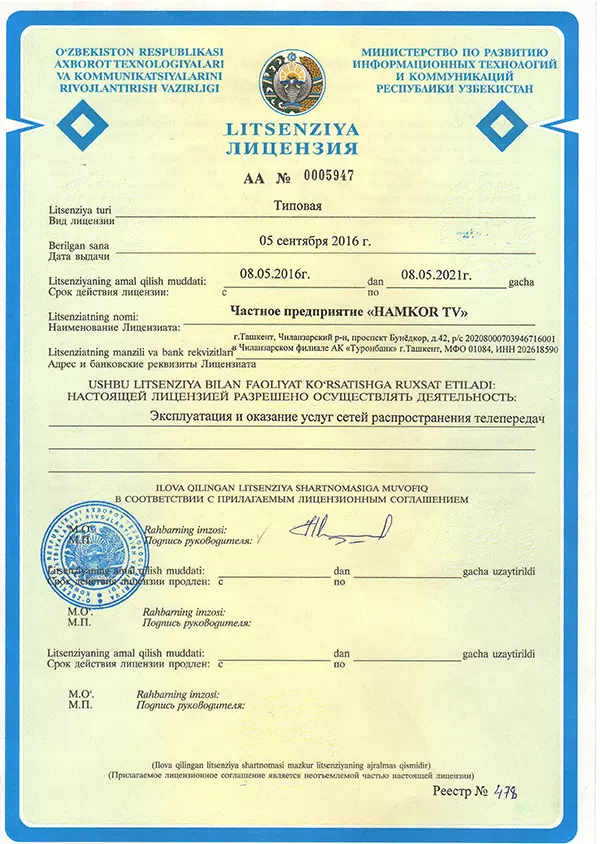 O‘ZBEKISTON RESPUBLIKASI
AXBOROT TEXNOLOGIYALARI
VA KOMMUNIKATSIYALARINI
RIVOJLANTIRISH VAZIRLIGI
МИНИСТЕРСТВО ПО РАЗВИТИЮ
ИНФОРМАЦИОННЫХ ТЕХНОЛОГИЙ
И КОММУНИКАЦИЙ
РЕСПУБЛИКИ УЗБЕКИСТАН
LITSENZIYA
ЛИЦЕНЗИЯ
АА № 0005947
Litsenziya turi
Вид лицензии
Типовая
Berilgan sana
Дата выдачи
05 сентября 2016 г.
Litsenziyaning amal qilish muddati: 08.05.2016г. dan 08.05.2021г. gacha
Срок действия лицензии: с по
Litsenziatning nomi: Частное предприятие «HAMKOR TV»
Наименование Лицензиата:
г.Ташкент, Чиланзарский р-н, проспект Бунёдкор, д.42, р/с 20208000703946716001
Litsenziatning manzili va bank rekvizitlari в Чиланзарском филиале АК «Туронбанк» г.Ташкент, МФО 01084, ИНН 202618590
Адрес и банковские реквизиты Лицензиата
USHBU LITSENZIYA BILAN FAOLIYAT KO‘RSATISHGA RUXSAT ETILADI:
НАСТОЯЩЕЙ ЛИЦЕНЗИЕЙ РАЗРЕШЕНО ОСУЩЕСТВЛЯТЬ ДЕЯТЕЛЬНОСТЬ:
Эксплуатация и оказание услуг сетей распространения телепередач
ILOVA QILINGAN LITSENZIYA SHARTNOMASIGA MUVOFIQ
В СООТВЕТСТВИИ С ПРИЛАГАЕМЫМ ЛИЦЕНЗИОННЫМ СОГЛАШЕНИЕМ
M.O‘. Rahbarning imzosi:
М.П. Подпись руководителя:
Litsenziyaning amal qilish muddati: dan gacha uzaytirildi
Срок действия лицензии продлен: с по
M.O‘. Rahbarning imzosi:
М.П. Подпись руководителя:
Litsenziyaning amal qilish muddati: dan gacha uzaytirildi
Срок действия лицензии продлен: с по
M.O‘. Rahbarning imzosi:
М.П. Подпись руководителя:
(Ilova qilingan litsenziya shartnomasi mazkur litsenziyaning ajralmas qismidir)
(Прилагаемое лицензионное соглашение является неотъемлемой частью настоящей лицензии)
Реестр № 478